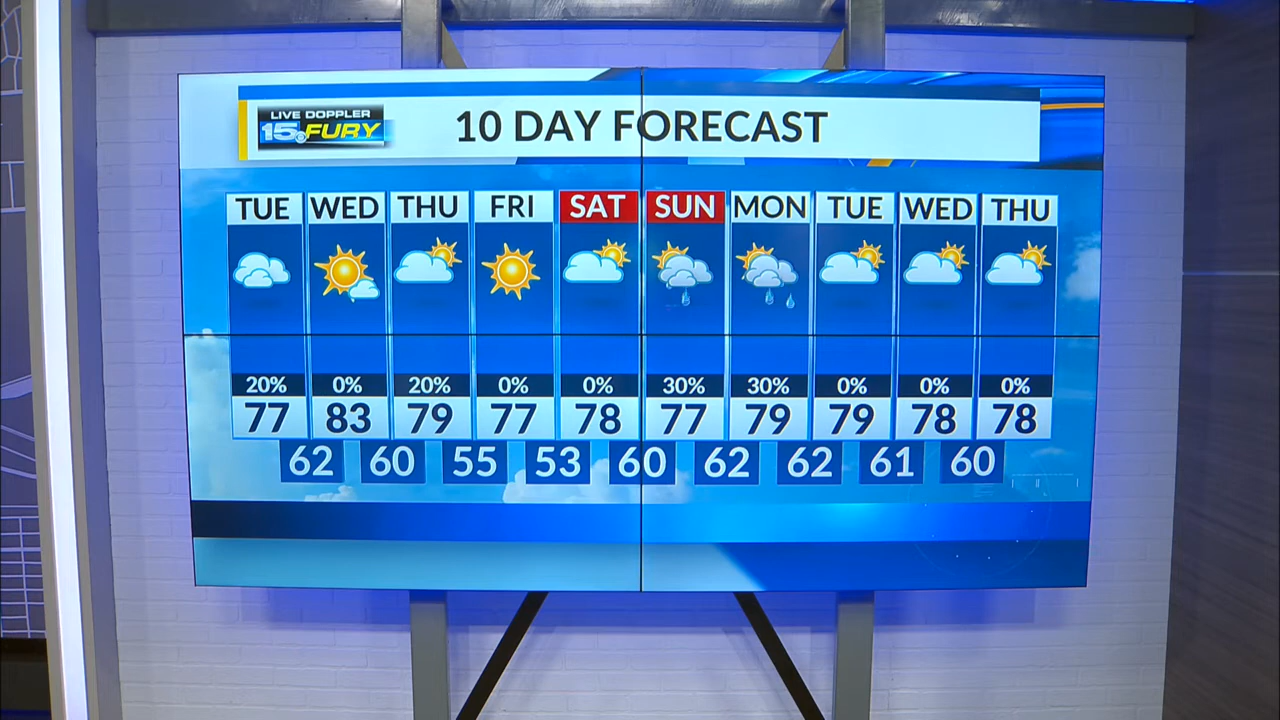 LIVE DOPPLER
15 FURY
10 DAY FORECAST
TUE WED THU FRI SAT SUN MON TUE WED THU
20% 0% 20% 0% 0% 30% 30% 0% 0% 0%
77 83 79 77 78 77 79 79 78 78
62 60 55 53 60 62 62 61 60